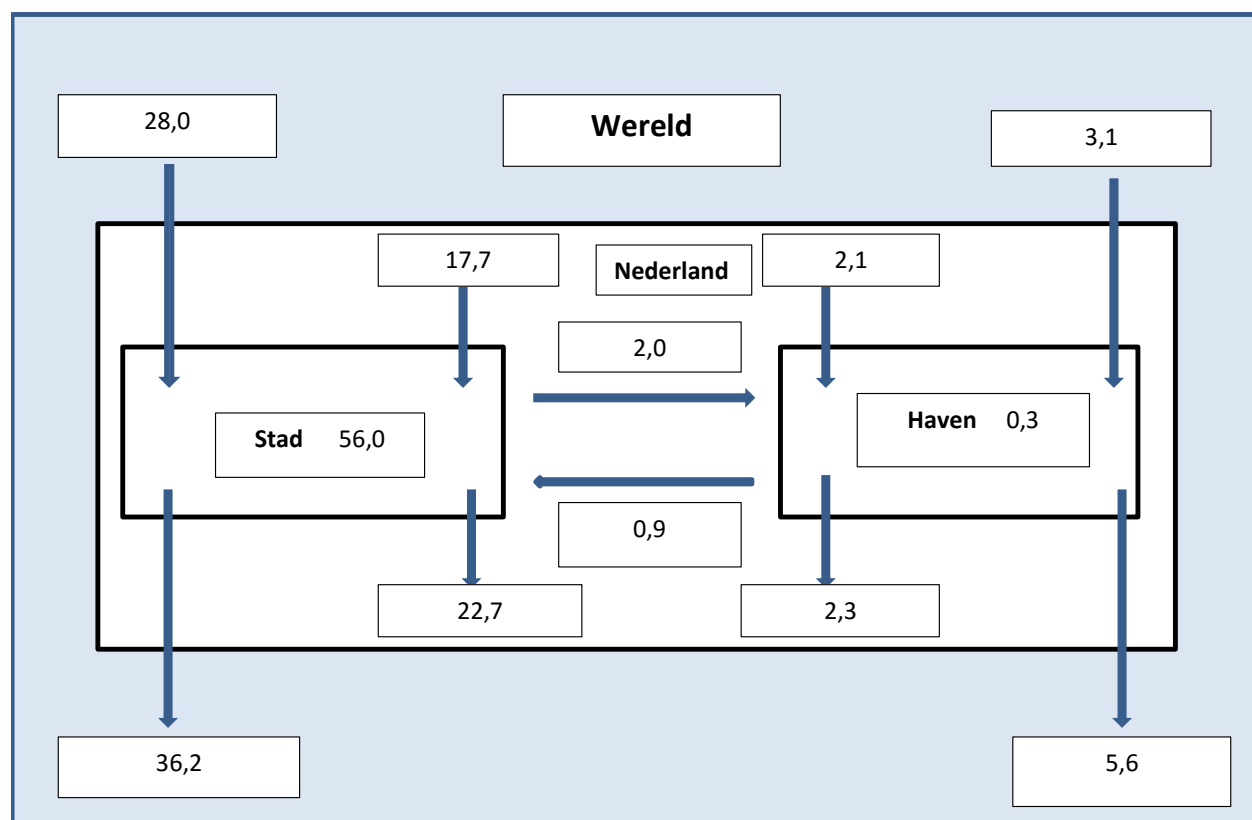 28,0
Wereld
3,1
17,7
Nederland
2,1
2,0
Stad 56,0
Haven 0,3
0,9
22,7
2,3
36,2
5,6